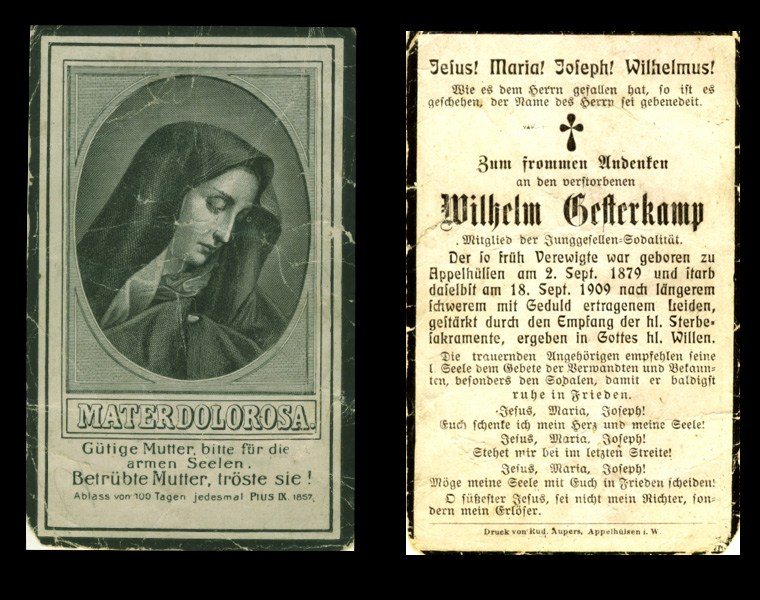 MATER DOLOROSA.
Gütige Mutter, bitte für die
armen Seelen.
Betrübte Mutter, tröste sie!
Ablass von 100 Tagen jedesmal PIUS IX. 1857.
Jesus! Maria! Joseph! Wilhelmus!
Wie es dem Herrn gefallen hat, so ist es
geschehen, der Name des Herrn sei gebenedeit.
Zum frommen Andenken
an den verstorbenen
Wilhelm Gesterkamp
Mitglied der Junggesellen-Sodalität.
Der so früh Verewigte war geboren zu
Appelhülsen am 2. Sept. 1879 und starb
daselbst am 18. Sept. 1909 nach längerem
schwerem mit Geduld ertragenem Leiden,
gestärkt durch den Empfang der hl. Sterbe-
sakramente, ergeben in Gottes hl. Willen.
Die trauernden Angehörigen empfehlen seine
l. Seele dem Gebete der Verwandten und Bekann-
ten, besonders den Sodalen, damit er baldigst
ruhe in Frieden.
Jesus, Maria, Joseph!
Euch schenke ich mein Herz und meine Seele!
Jesus, Maria, Joseph!
Stehet mir bei im letzten Streite!
Jesus, Maria, Joseph!
Möge meine Seele mit Euch in Frieden scheiden!
O süßester Jesus, sei nicht mein Richter, son-
dern mein Erlöser.
Druck von Rud. Aupers, Appelhülsen i. W.